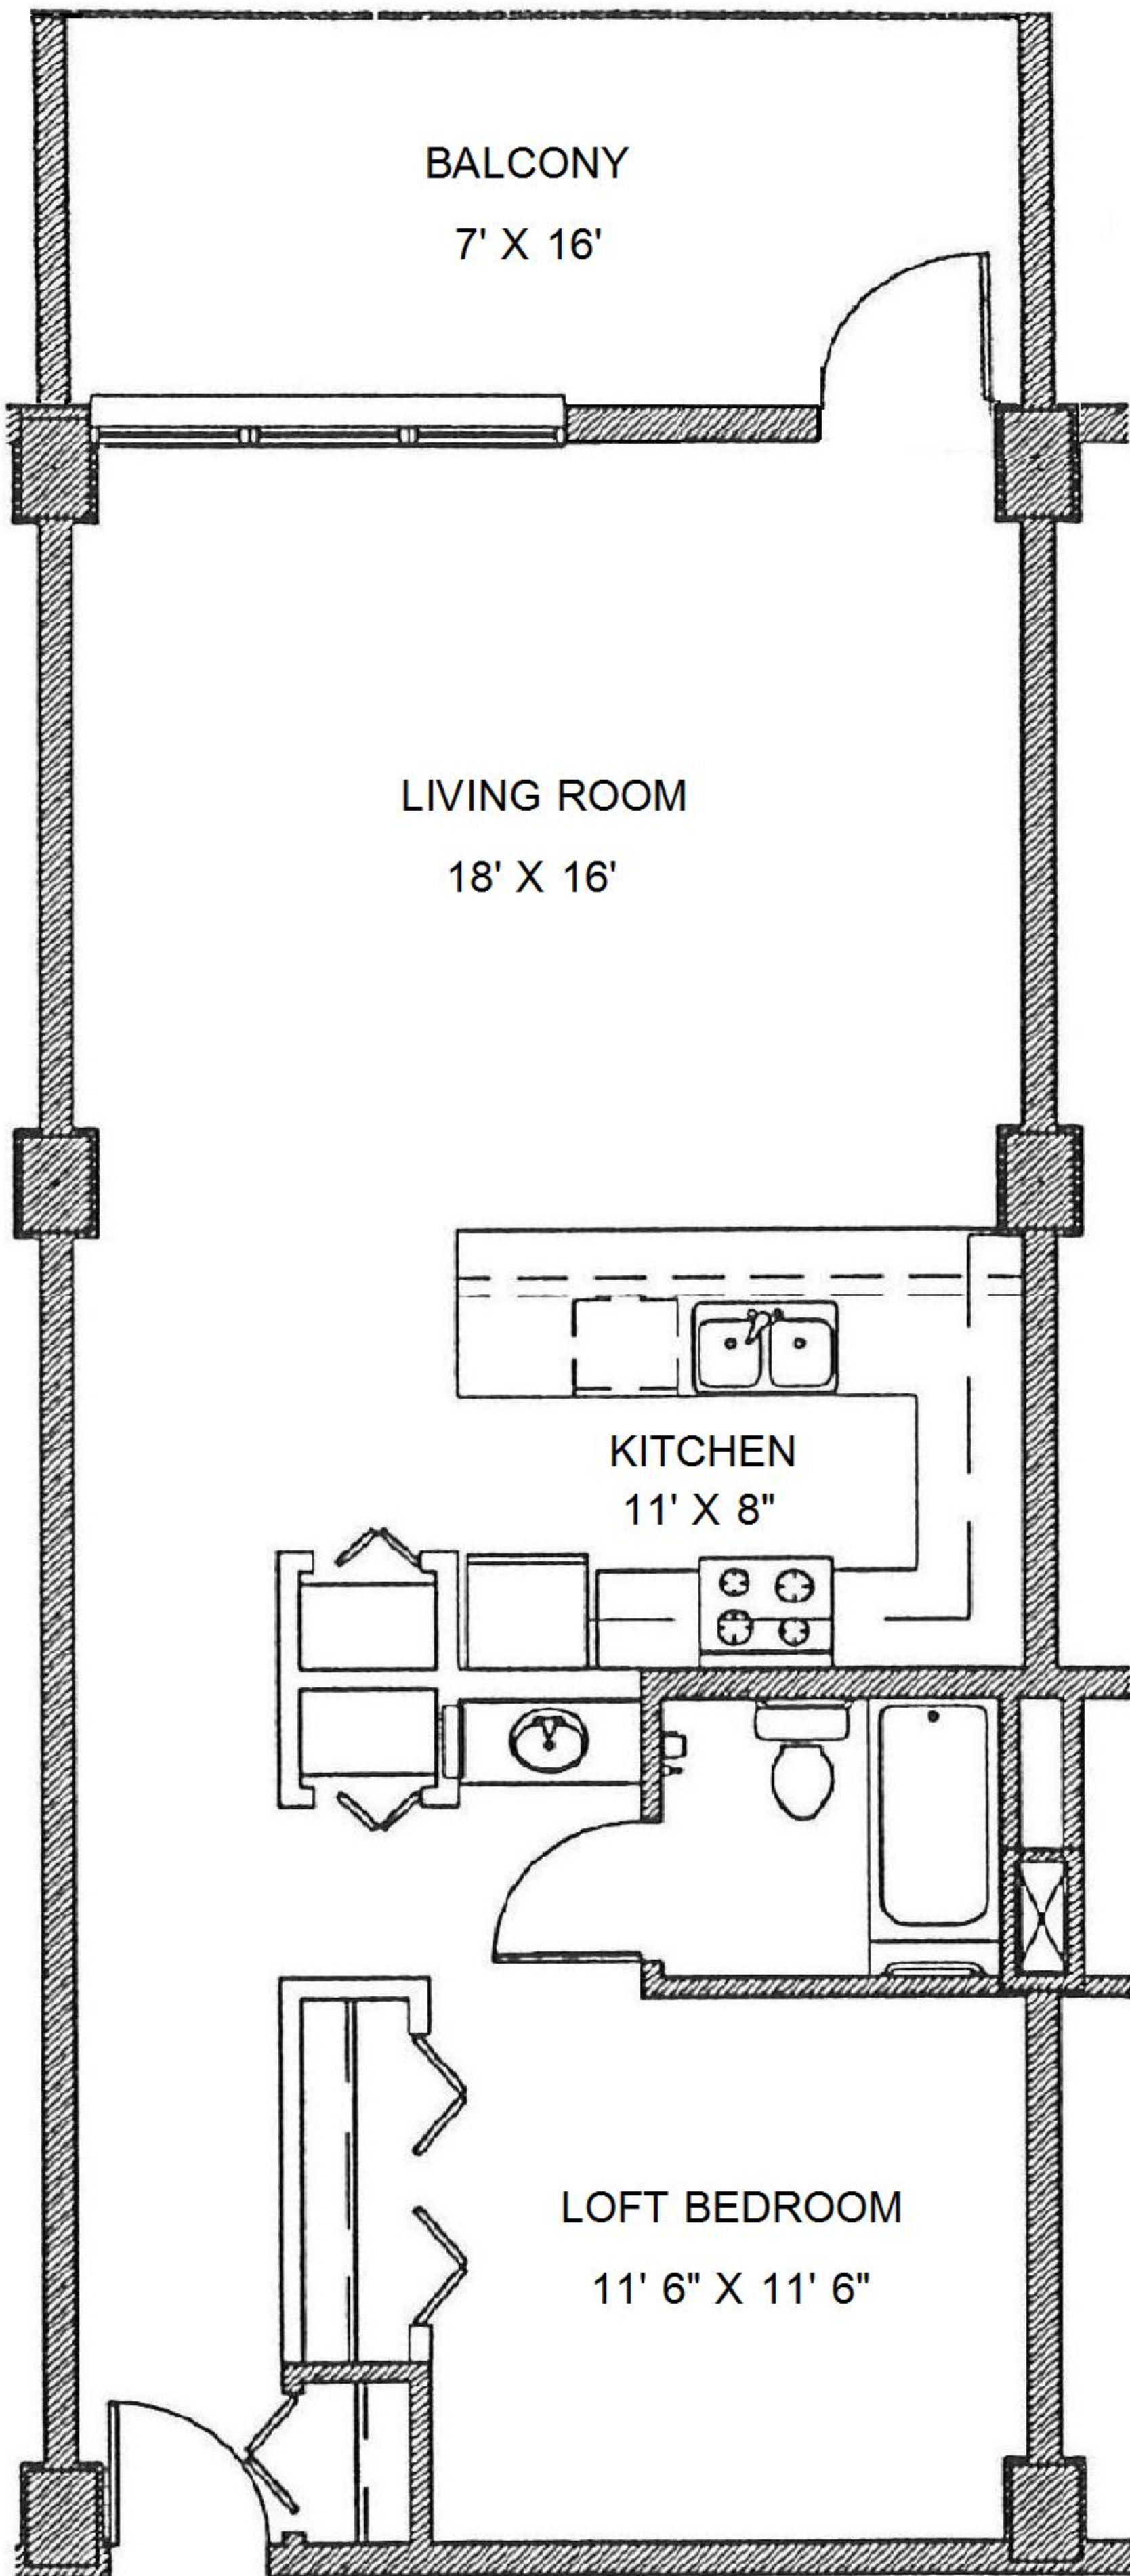 BALCONY
7' X 16'
LIVING ROOM
18' X 16'
KITCHEN
11' X 8"
LOFT BEDROOM
11' 6" X 11' 6"